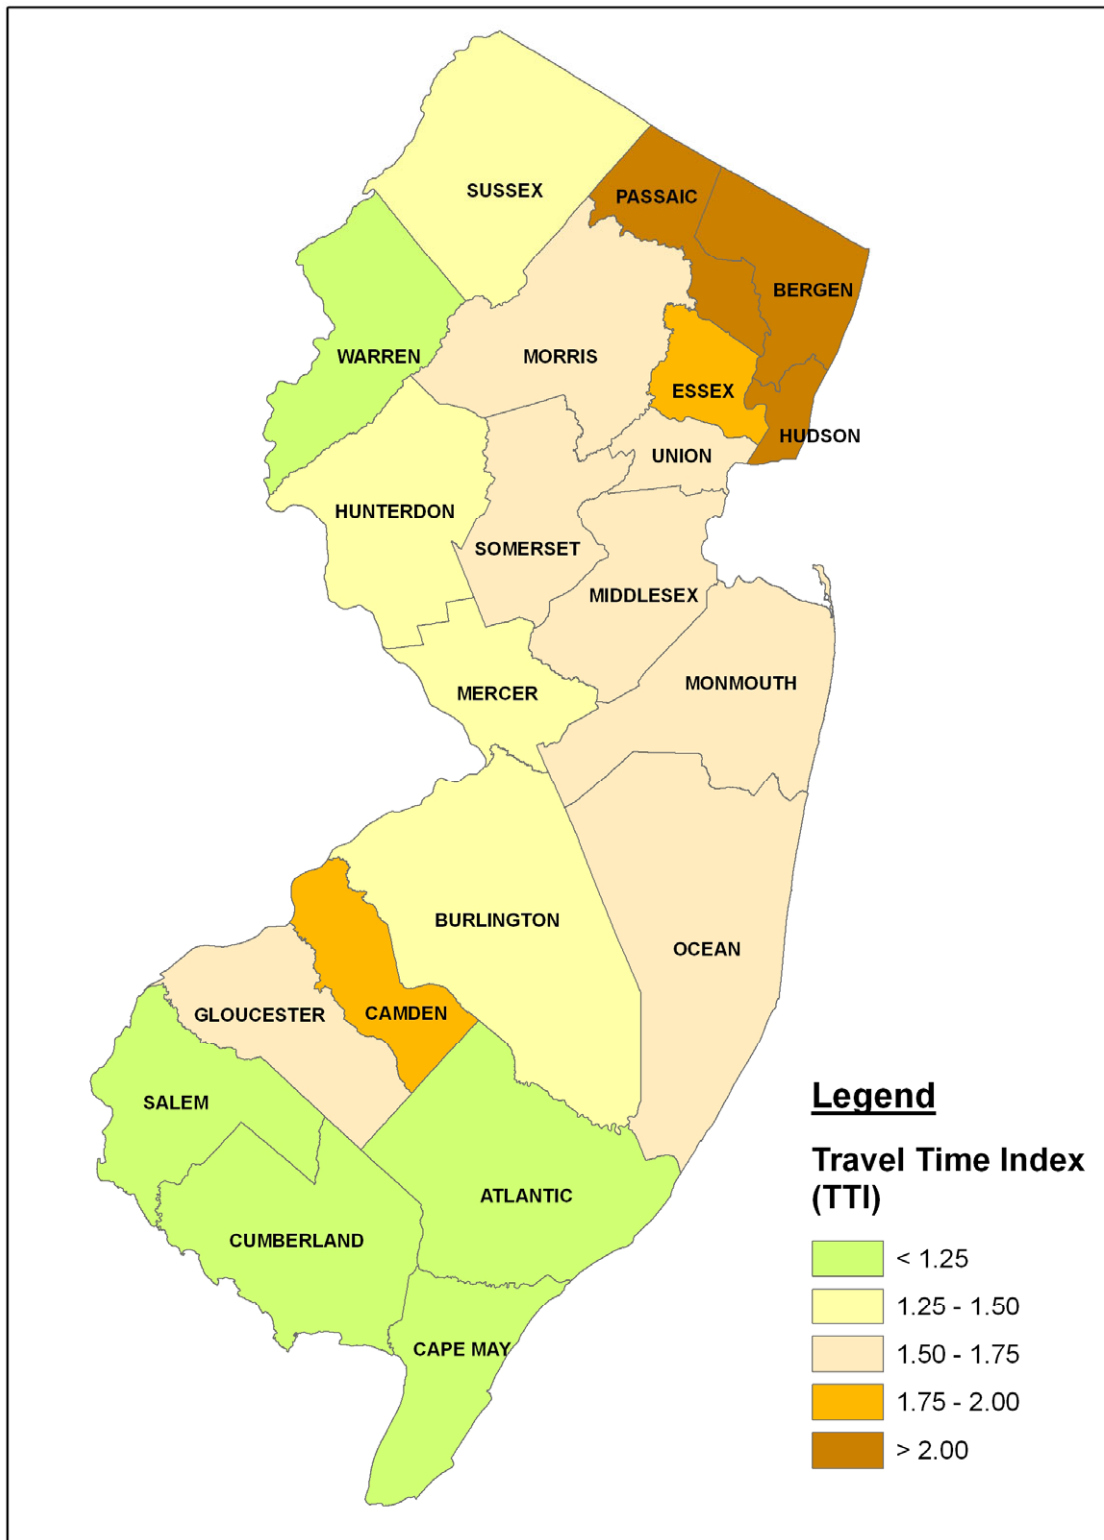 SUSSEX
PASSAIC
BERGEN
WARREN
MORRIS
ESSEX
HUDSON
UNION
HUNTERDON
SOMERSET
MIDDLESEX
MONMOUTH
MERCER
BURLINGTON
OCEAN
GLOUCESTER
CAMDEN
SALEM
ATLANTIC
CUMBERLAND
CAPE MAY
Legend
Travel Time Index
(TTI)
< 1.25
1.25 - 1.50
1.50 - 1.75
1.75 - 2.00
> 2.00